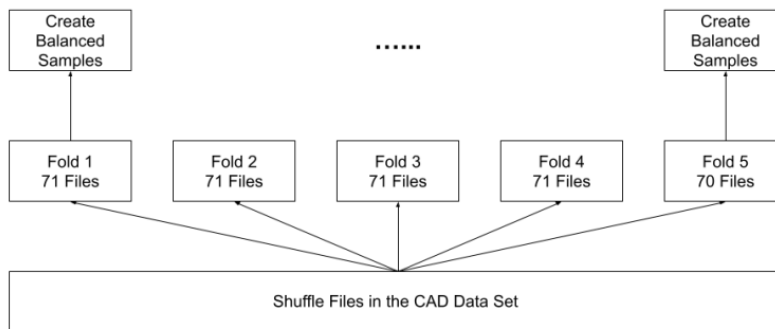 Create
Balanced
Samples
.......
Create
Balanced
Samples
Fold 1
71 Files
Fold 2
71 Files
Fold 3
71 Files
Fold 4
71 Files
Fold 5
70 Files
Shuffle Files in the CAD Data Set